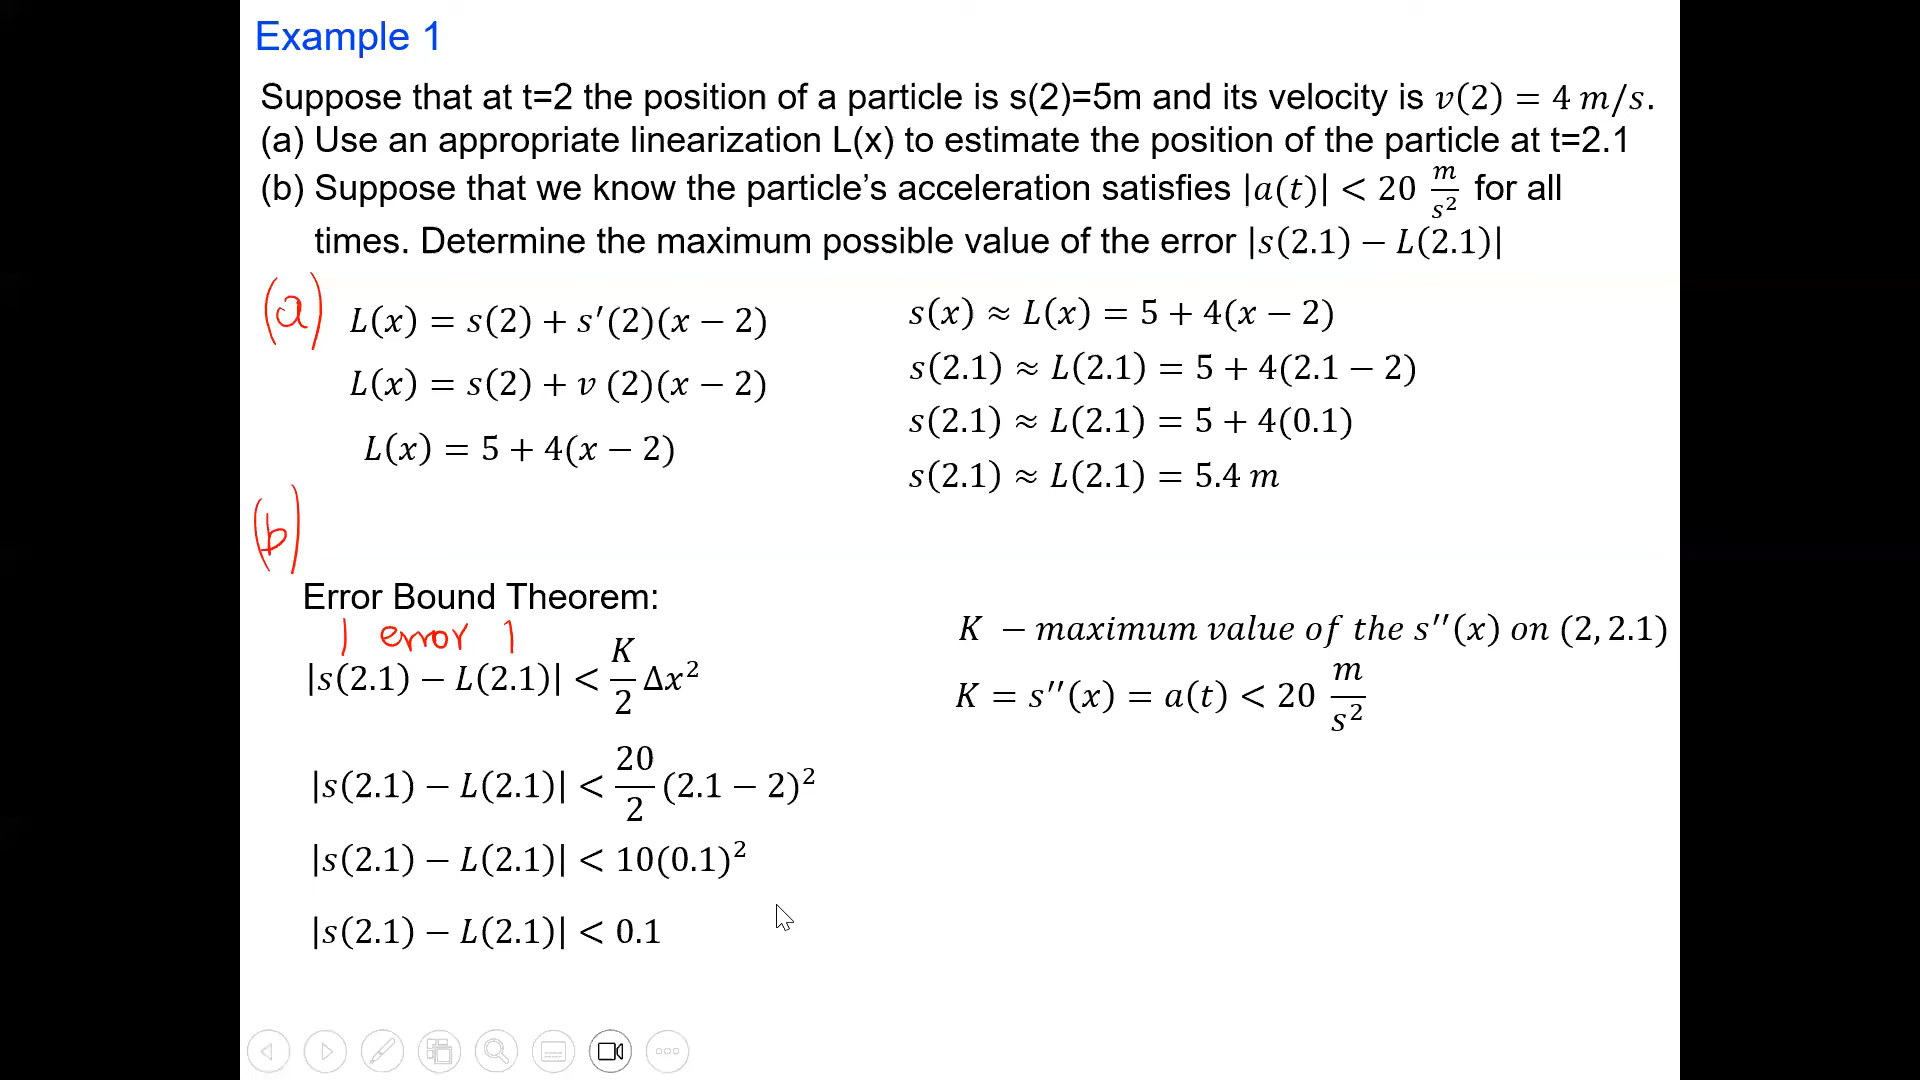 Example 1
Suppose that at t=2 the position of a particle is s(2)=5m and its velocity is v(2) = 4 m/s.
(a) Use an appropriate linearization L(x) to estimate the position of the particle at t=2.1
(b) Suppose that we know the particle's acceleration satisfies |a(t)| < 20 m/s² for all
times. Determine the maximum possible value of the error |s(2.1) − L(2.1)|
(a)
L(x) = s(2) + s′(2)(x − 2)
L(x) = s(2) + v (2)(x − 2)
L(x) = 5 + 4(x − 2)
s(x) ≈ L(x) = 5 + 4(x − 2)
s(2.1) ≈ L(2.1) = 5 + 4(2.1 − 2)
s(2.1) ≈ L(2.1) = 5 + 4(0.1)
s(2.1) ≈ L(2.1) = 5.4 m
(b)
Error Bound Theorem:
| error |
|s(2.1) − L(2.1)| < K/2 Δx²
|s(2.1) − L(2.1)| < 20/2 (2.1 − 2)²
|s(2.1) − L(2.1)| < 10(0.1)²
|s(2.1) − L(2.1)| < 0.1
K − maximum value of the s′′(x) on (2, 2.1)
K = s′′(x) = a(t) < 20 m/s²